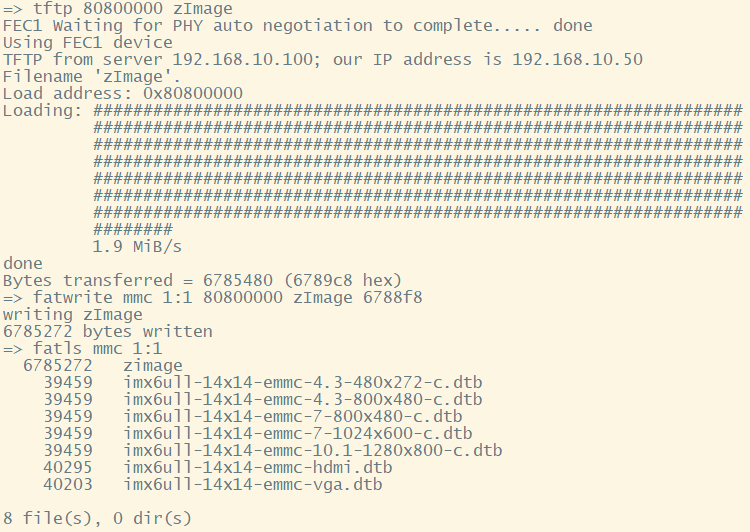 => tftp 80800000 zImage
FEC1 Waiting for PHY auto negotiation to complete..... done
Using FEC1 device
TFTP from server 192.168.10.100; our IP address is 192.168.10.50
Filename 'zImage'.
Load address: 0x80800000
Loading: #################################################################
         #################################################################
         #################################################################
         #################################################################
         #################################################################
         #################################################################
         #################################################################
         ########
         1.9 MiB/s
done
Bytes transferred = 6785480 (6789c8 hex)
=> fatwrite mmc 1:1 80800000 zImage 6788f8
writing zImage
6785272 bytes written
=> fatls mmc 1:1
  6785272   zimage
    39459   imx6ull-14x14-emmc-4.3-480x272-c.dtb
    39459   imx6ull-14x14-emmc-4.3-800x480-c.dtb
    39459   imx6ull-14x14-emmc-7-800x480-c.dtb
    39459   imx6ull-14x14-emmc-7-1024x600-c.dtb
    39459   imx6ull-14x14-emmc-10.1-1280x800-c.dtb
    40295   imx6ull-14x14-emmc-hdmi.dtb
    40203   imx6ull-14x14-emmc-vga.dtb
8 file(s), 0 dir(s)